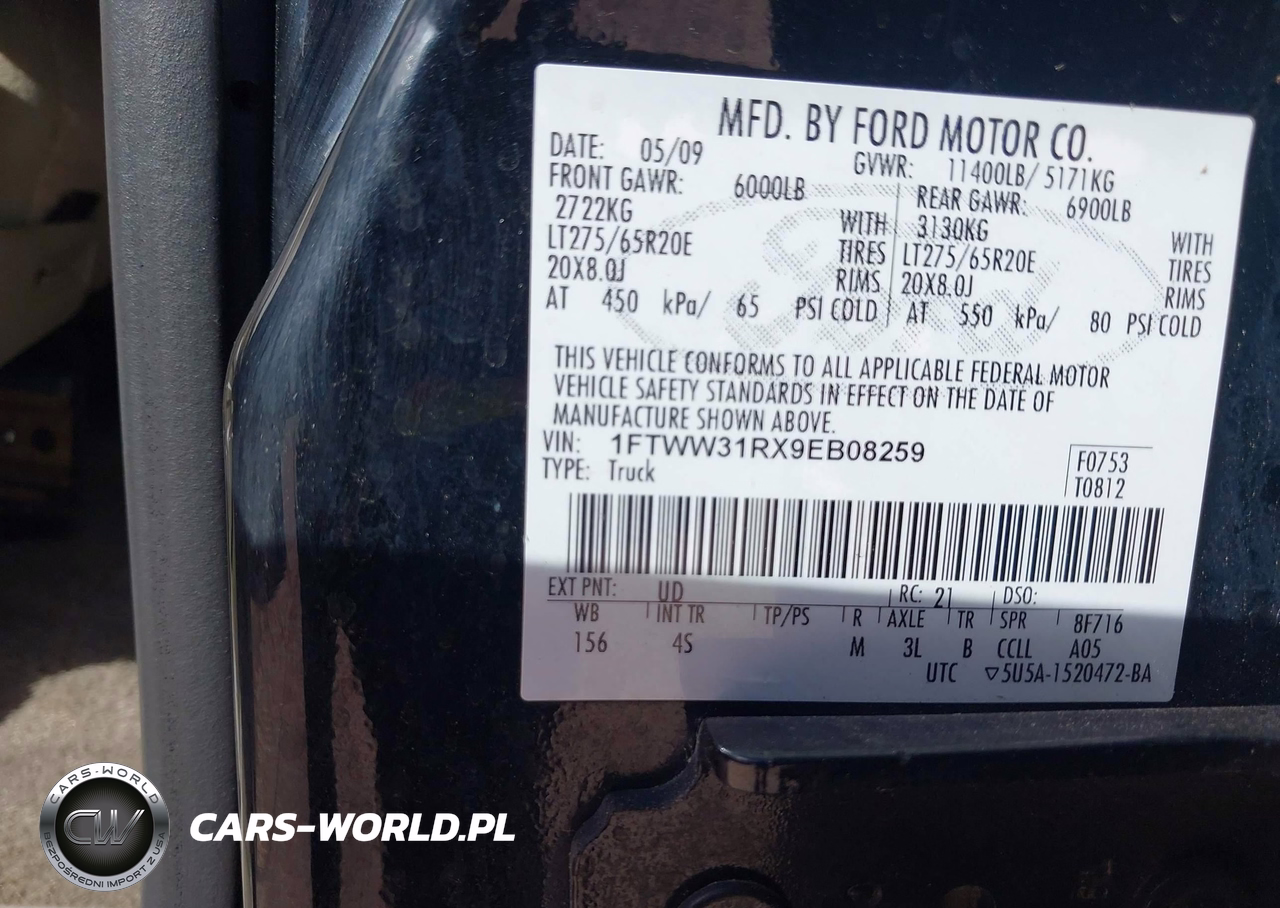 MFD. BY FORD MOTOR CO.
DATE: 05/09 GVWR: 11400LB/ 5171KG
FRONT GAWR: 6000LB REAR GAWR: 6900LB
2722KG WITH 3130KG WITH
LT275/65R20E TIRES LT275/65R20E TIRES
20X8.0J RIMS 20X8.0J RIMS
AT 450 kPa/ 65 PSI COLD AT 550 kPa/ 80 PSI COLD
THIS VEHICLE CONFORMS TO ALL APPLICABLE FEDERAL MOTOR
VEHICLE SAFETY STANDARDS IN EFFECT ON THE DATE OF
MANUFACTURE SHOWN ABOVE.
VIN: 1FTWW31RX9EB08259
TYPE: Truck
F0753
T0812
EXT PNT: UD RC: 21 DSO:
WB INT TR TP/PS R AXLE TR SPR 8F716
156 4S M 3L B CCLL A05
UTC ▽5U5A-1520472-BA
CARS-WORLD
CW
BEZPOŚREDNI IMPORT Z USA
CARS-WORLD.PL